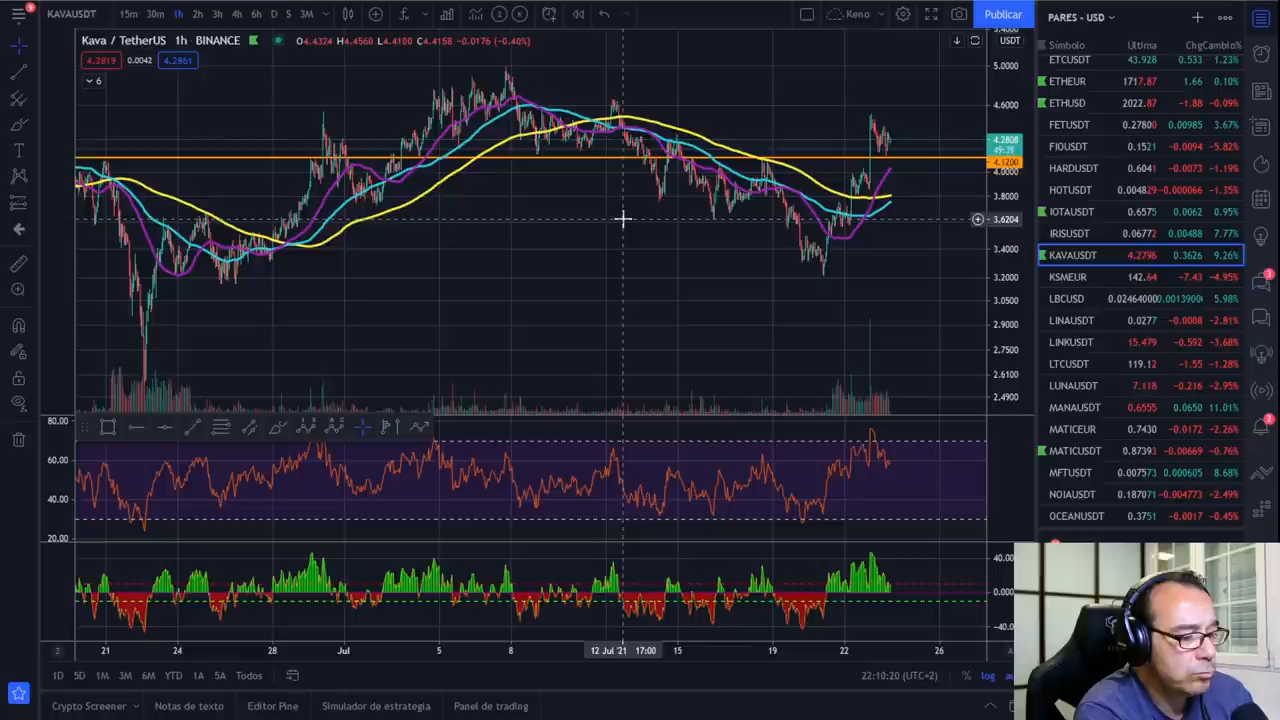 9
KAVAUSDT 15m 30m 1h 2h 3h 4h 6h D S 3M Keno Publicar
Kava / TetherUS 1h BINANCE O4.4324 H4.4560 L4.4100 C4.4158 -0.0176 (-0.40%) USDT
4.2819 0.0042 4.2861
6
5.0000
4.6000
4.2808
49:39
4.1200
4.0000
3.8000
3.6204
3.4000
3.2000
3.0500
2.9000
2.7500
2.6100
2.4900
80.00
60.00
40.00
20.00
40.00
0.000
-40.0
21 24 28 Jul 5 8 12 Jul '21 17:00 15 19 22 26
1D 5D 1M 3M 6M YTD 1A 5A Todos 22:10:20 (UTC+2) % log
Crypto Screener Notas de texto Editor Pine Simulador de estrategia Panel de trading
PARES - USD
Símbolo Última Chg Cambio%
ETCUSDT 43.928 0.533 1.23%
ETHEUR 1717.87 1.66 0.10%
ETHUSD 2022.87 -1.88 -0.09%
FETUSDT 0.27800 0.00985 3.67%
FIOUSDT 0.1521 -0.0094 -5.82%
HARDUSDT 0.6041 -0.0073 -1.19%
HOTUSDT 0.004829 -0.000066 -1.35%
IOTAUSDT 0.6575 0.0062 0.95%
IRISUSDT 0.0677 0.00488 7.77%
KAVAUSDT 4.2796 0.3626 9.26%
KSMEUR 142.64 -7.43 -4.95%
LBCUSD 0.02464000 0.00139000 5.98%
LINAUSDT 0.0277 -0.0008 -2.81%
LINKUSDT 15.479 -0.592 -3.68%
LTCUSDT 119.12 -1.55 -1.28%
LUNAUSDT 7.118 -0.216 -2.95%
MANAUSDT 0.6555 0.0650 11.01%
MATICEUR 0.7430 -0.0172 -2.26%
MATICUSDT 0.87393 -0.00669 -0.76%
MFTUSDT 0.007573 0.000605 8.68%
NOIAUSDT 0.187071 -0.004773 -2.49%
OCEANUSDT 0.3751 -0.0017 -0.45%
3
2